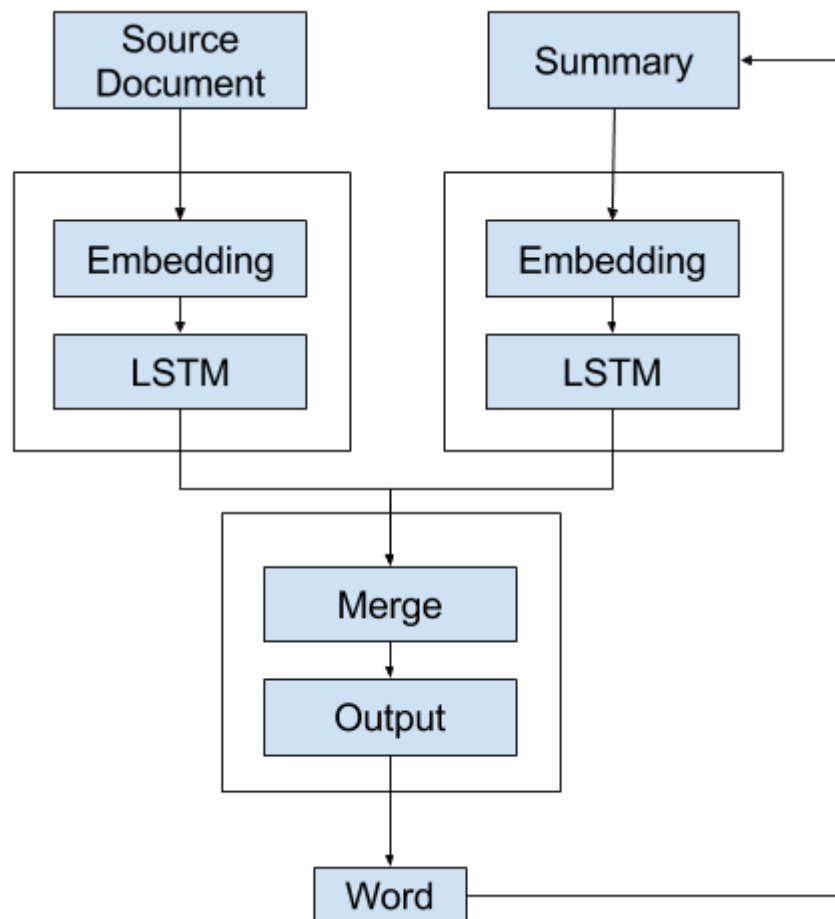 Source
Document
Summary
Embedding
Embedding
LSTM
LSTM
Merge
Output
Word